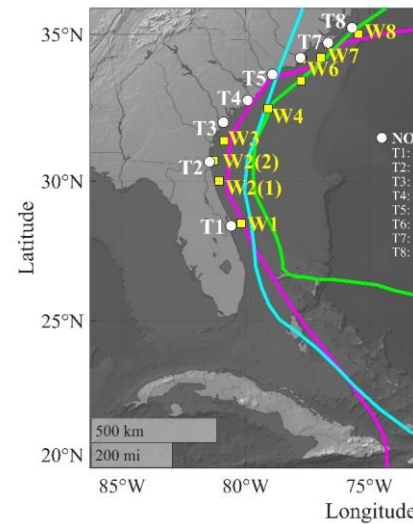 35°N
30°N
25°N
20°N
Latitude
85°W
80°W
75°W
Longitude
T8
W8
T7
W7
W6
T5
T4
W4
T3
W3
T2
W2(2)
W2(1)
T1
W1
NO
T1:
T2:
T3:
T4:
T5:
T6:
T7:
T8:
500 km
200 mi